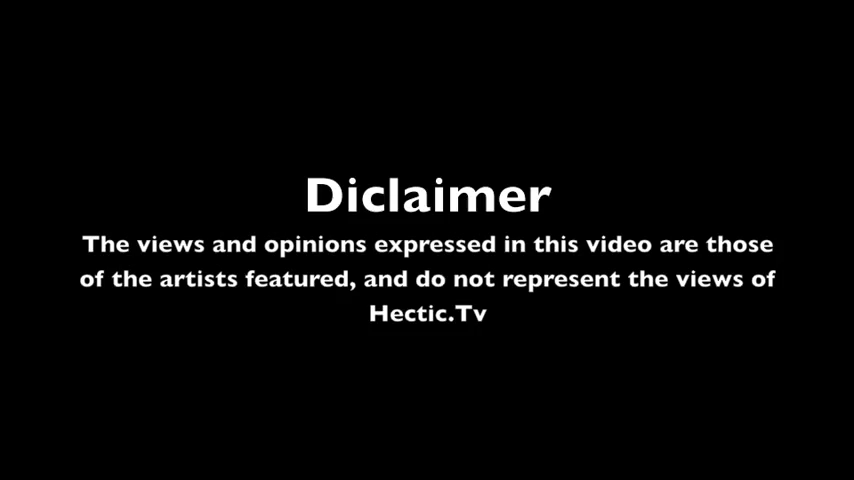 Diclaimer
The views and opinions expressed in this video are those
of the artists featured, and do not represent the views of
Hectic.Tv